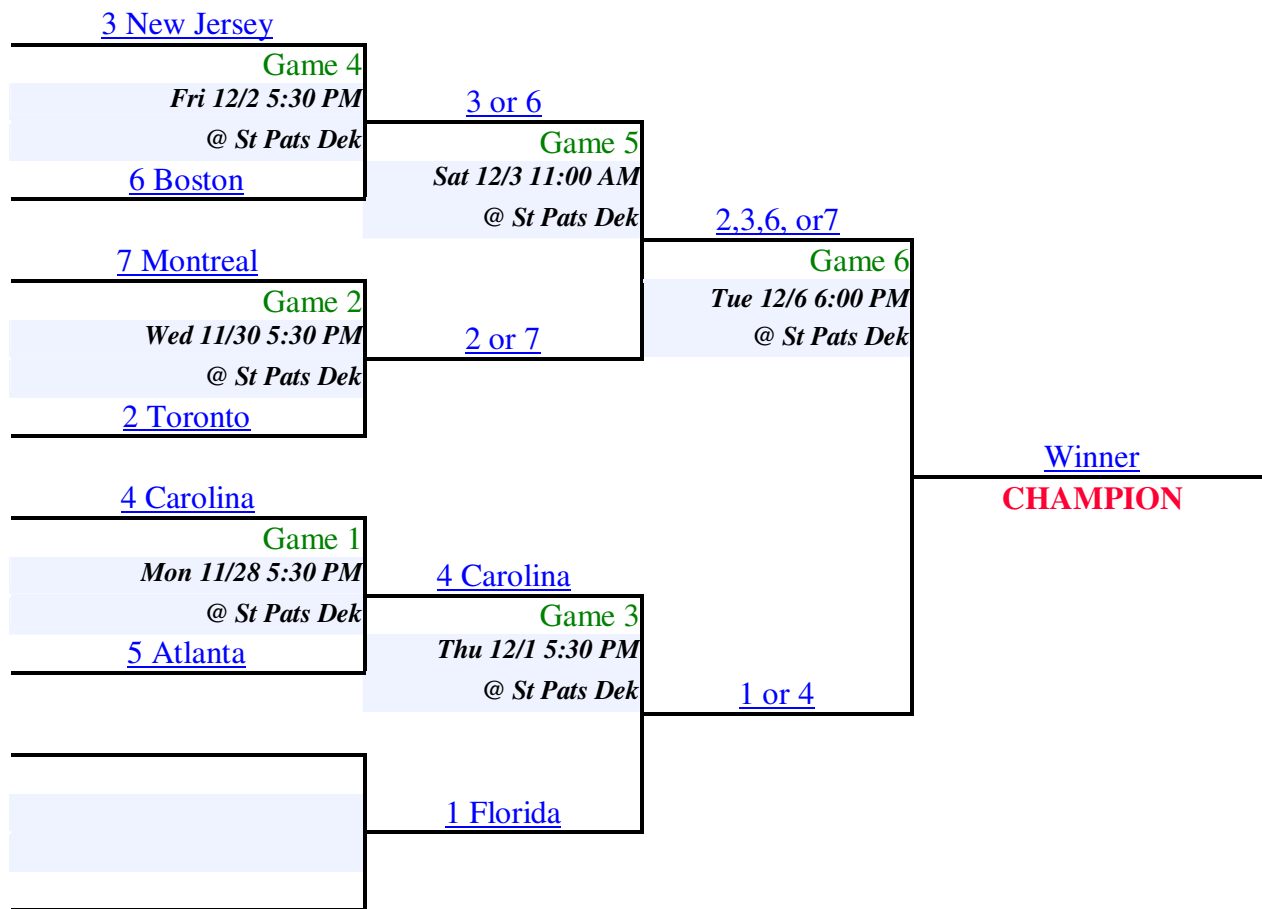 3 New Jersey
Game 4
Fri 12/2 5:30 PM
@ St Pats Dek
6 Boston
3 or 6
Game 5
Sat 12/3 11:00 AM
@ St Pats Dek
7 Montreal
Game 2
Wed 11/30 5:30 PM
@ St Pats Dek
2 Toronto
2 or 7
2,3,6, or7
Game 6
Tue 12/6 6:00 PM
@ St Pats Dek
4 Carolina
Game 1
Mon 11/28 5:30 PM
@ St Pats Dek
5 Atlanta
4 Carolina
Game 3
Thu 12/1 5:30 PM
@ St Pats Dek
1 Florida
1 or 4
Winner
CHAMPION